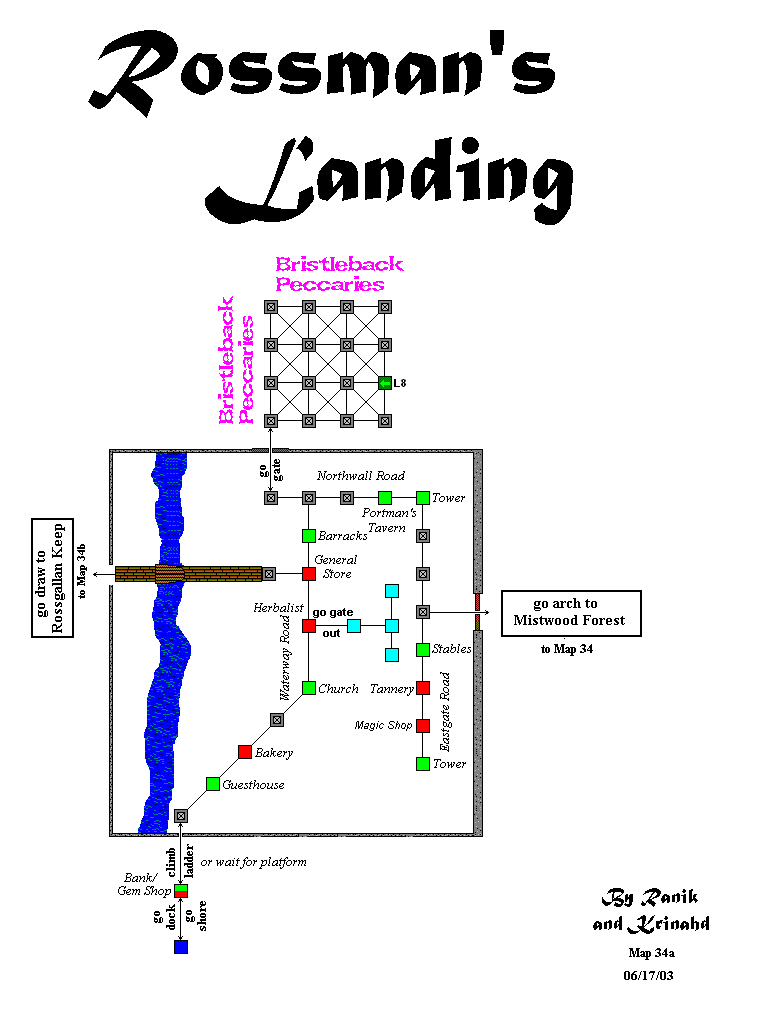 Rossman's
Landing
Bristleback
Peccaries
Bristleback
Peccaries
L8
go
gate
Northwall Road
Tower
Portman's
Tavern
Barracks
General
Store
go draw to
Rossgallan Keep
to Map 34b
Herbalist
go gate
out
go arch to
Mistwood Forest
to Map 34
Waterway Road
Stables
Church
Tannery
Eastgate Road
Magic Shop
Bakery
Tower
Guesthouse
climb
ladder
or wait for platform
Bank/
Gem Shop
go
dock
go
shore
By Ranik
and Krinahd
Map 34a
06/17/03